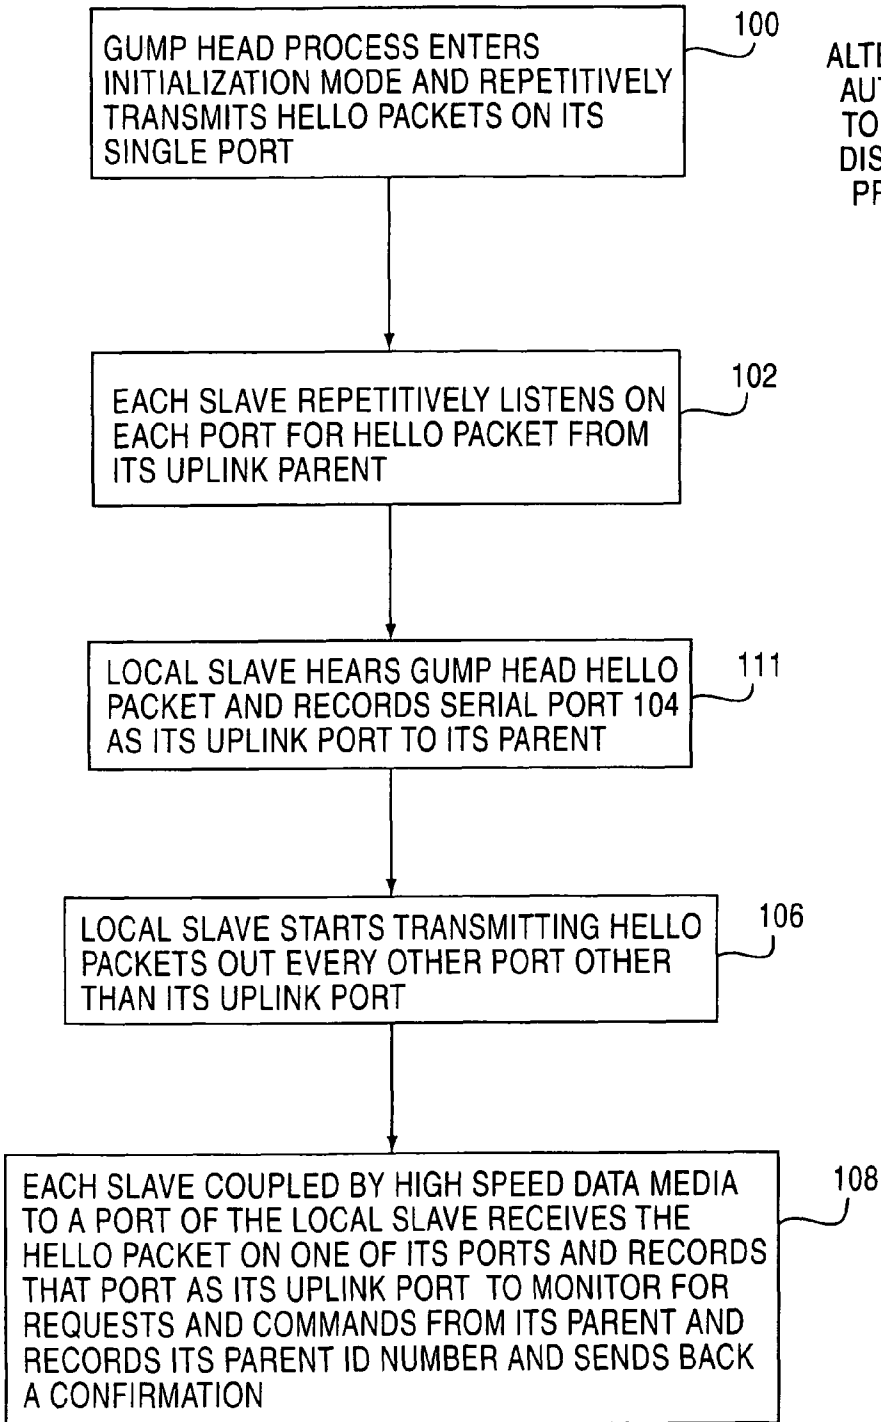 GUMP HEAD PROCESS ENTERS
INITIALIZATION MODE AND REPETITIVELY
TRANSMITS HELLO PACKETS ON ITS
SINGLE PORT
100
TO
EACH SLAVE REPETITIVELY LISTENS ON
EACH PORT FOR HELLO PACKET FROM
ITS UPLINK PARENT
102
LOCAL SLAVE HEARS GUMP HEAD HELLO
PACKET AND RECORDS SERIAL PORT 104
AS ITS UPLINK PORT TO ITS PARENT
111
LOCAL SLAVE STARTS TRANSMITTING HELLO
PACKETS OUT EVERY OTHER PORT OTHER
THAN ITS UPLINK PORT
106
EACH SLAVE COUPLED BY HIGH SPEED DATA MEDIA
TO A PORT OF THE LOCAL SLAVE RECEIVES THE
HELLO PACKET ON ONE OF ITS PORTS AND RECORDS
THAT PORT AS ITS UPLINK PORT TO MONITOR FOR
REQUESTS AND COMMANDS FROM ITS PARENT AND
RECORDS ITS PARENT ID NUMBER AND SENDS BACK
A CONFIRMATION
108